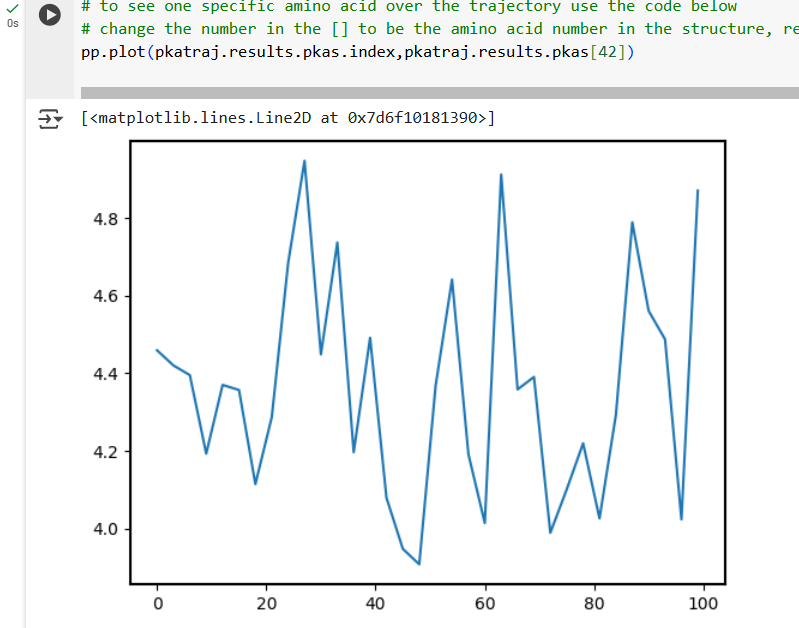 # to see one specific amino acid over the trajectory use the code below
0s
# change the number in the [] to be the amino acid number in the structure, re
pp.plot(pkatraj.results.pkas.index,pkatraj.results.pkas[42])
[<matplotlib.lines.Line2D at 0x7d6f10181390>]
4.8
4.6
4.4
4.2
4.0
0 20 40 60 80 100